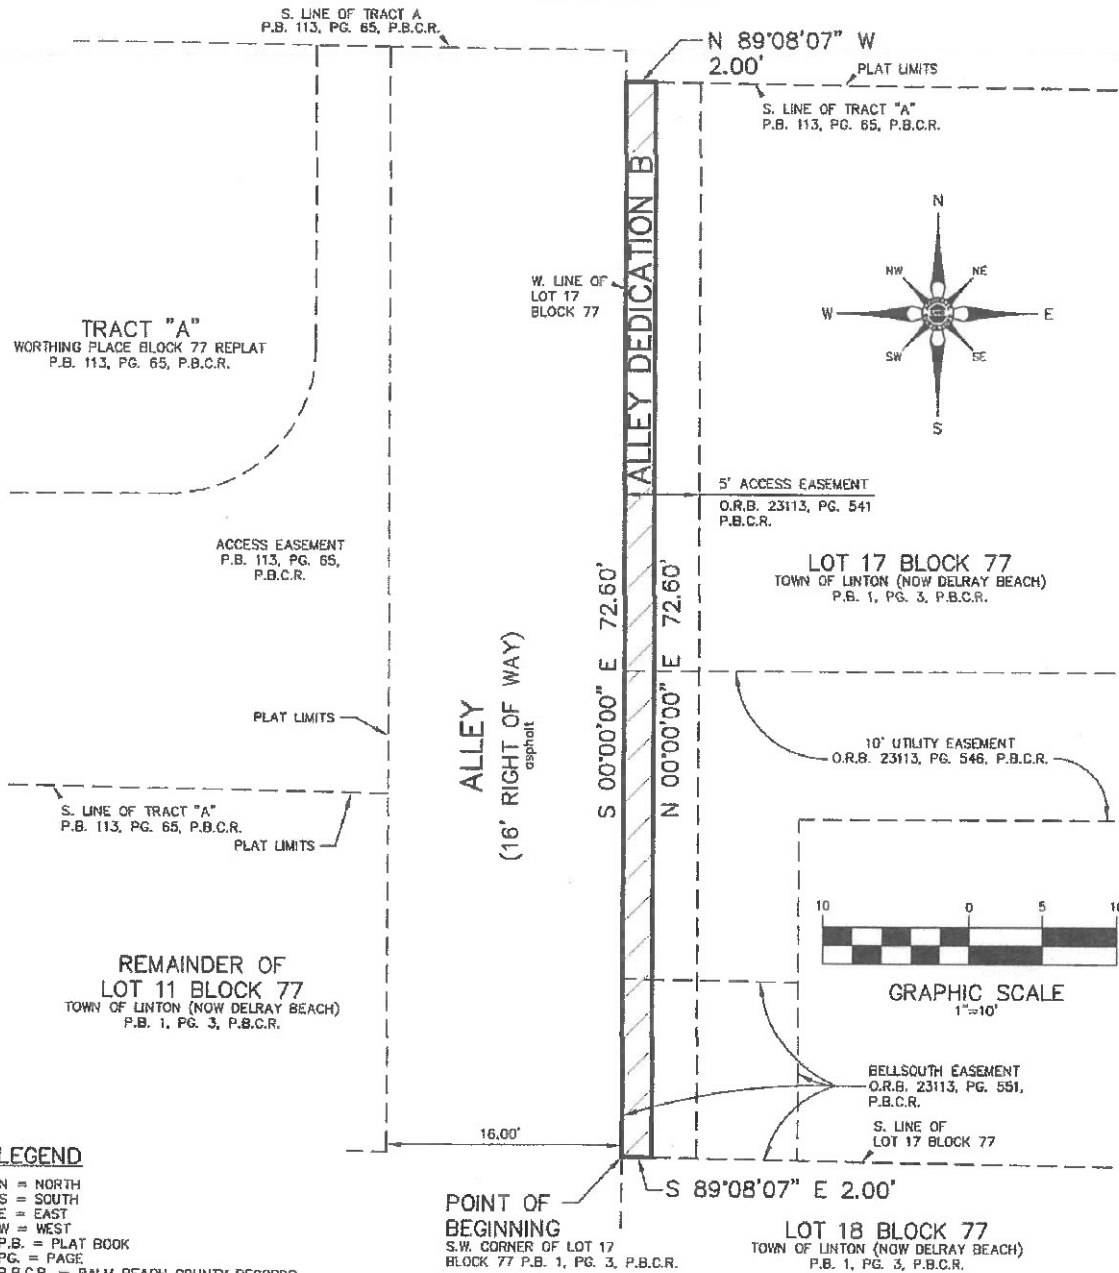 S. LINE OF TRACT A
P.B. 113, PG. 65, P.B.C.R.
N 89°08'07" W
2.00'
PLAT LIMITS
S. LINE OF TRACT "A"
P.B. 113, PG. 65, P.B.C.R.
ALLEY DEDICATION B
W. LINE OF
LOT 17
BLOCK 77
N
NW
NE
W
E
SW
SE
S
TRACT "A"
WORTHING PLACE BLOCK 77 REPLAT
P.B. 113, PG. 65, P.B.C.R.
5' ACCESS EASEMENT
O.R.B. 23113, PG. 541
P.B.C.R.
ACCESS EASEMENT
P.B. 113, PG. 65,
P.B.C.R.
LOT 17 BLOCK 77
TOWN OF LINTON (NOW DELRAY BEACH)
P.B. 1, PG. 3, P.B.C.R.
S 00°00'00" E 72.60'
N 00°00'00" E 72.60'
ALLEY
(16' RIGHT OF WAY)
asphalt
PLAT LIMITS
10' UTILITY EASEMENT
O.R.B. 23113, PG. 546, P.B.C.R.
S. LINE OF TRACT "A"
P.B. 113, PG. 65, P.B.C.R.
PLAT LIMITS
10 0 5 10
GRAPHIC SCALE
1"=10'
REMAINDER OF
LOT 11 BLOCK 77
TOWN OF LINTON (NOW DELRAY BEACH)
P.B. 1, PG. 3, P.B.C.R.
BELLSOUTH EASEMENT
O.R.B. 23113, PG. 551,
P.B.C.R.
S. LINE OF
LOT 17 BLOCK 77
16.00'
LEGEND
N = NORTH
S = SOUTH
E = EAST
W = WEST
P.B. = PLAT BOOK
PG. = PAGE
P.B.C.R. = PALM BEACH COUNTY RECORDS
POINT OF
BEGINNING
S.W. CORNER OF LOT 17
BLOCK 77 P.B. 1, PG. 3, P.B.C.R.
S 89°08'07" E 2.00'
LOT 18 BLOCK 77
TOWN OF LINTON (NOW DELRAY BEACH)
P.B. 1, PG. 3, P.B.C.R.